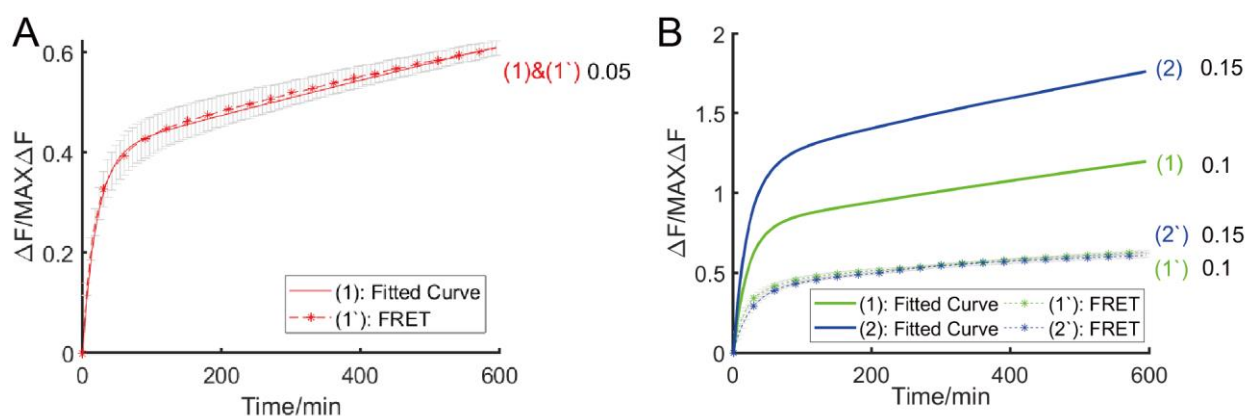 A
ΔF/MAXΔF
0.6
0.4
0.2
0
0
200
400
600
Time/min
(1)&(1`) 0.05
(1): Fitted Curve
(1`): FRET
B
ΔF/MAXΔF
2
1.5
1
0.5
0
0
200
400
600
Time/min
(2) 0.15
(1) 0.1
(2`) 0.15
(1`) 0.1
(1): Fitted Curve (1`): FRET
(2): Fitted Curve (2`): FRET